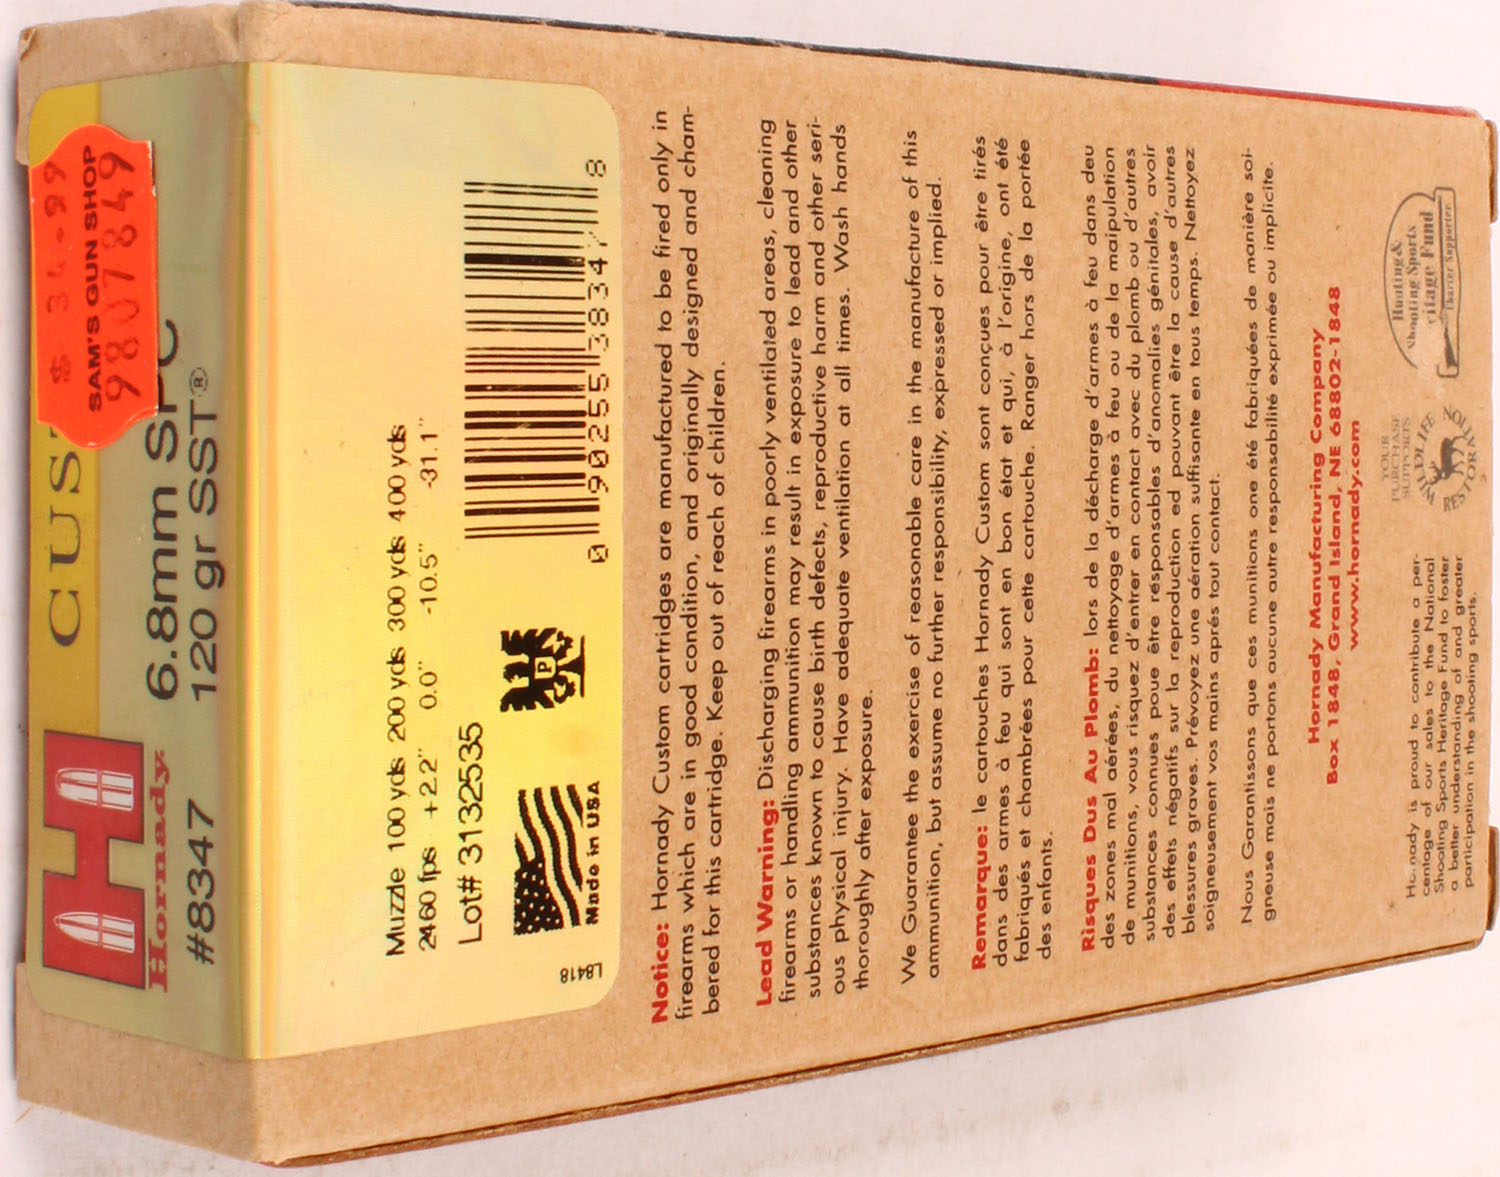 $ 34.99
SAM'S GUN SHOP
9807849
Hornady
6.8mm
120 gr SST®
#8347
Muzzle 100 yds 200 yds 300 yds 400 yds
2460 fps +2.2" 0.0" -10.5" -31.1"
Lot# 3132535
P
Made in USA
0 90255 38347 8
L8418
Notice: Hornady Custom cartridges are manufactured to be fired only in
firearms which are in good condition, and originally designed and cham-
bered for this cartridge. Keep out of reach of children.
Lead Warning: Discharging firearms in poorly ventilated areas, cleaning
firearms or handling ammunition may result in exposure to lead and other
substances known to cause birth defects, reproductive harm and other seri-
ous physical injury. Have adequate ventilation at all times. Wash hands
thoroughly after exposure.
We Guarantee the exercise of reasonable care in the manufacture of this
ammunition, but assume no further responsibility, expressed or implied.
Remarque: le cartouches Hornady Custom sont conçues pour être tirés
dans des armes à feu qui sont en bon état et qui, à l'origine, ont été
fabriqués et chambrées pour cette cartouche. Ranger hors de la portée
des enfants.
Risques Dus Au Plomb: lors de la décharge d'armes à feu dans deu
des zones mal aérées, du nettoyage d'armes à feu ou de la maipulation
de munitions, vous risquez d'entrer en contact avec du plomb ou d'autres
substances connues poue être résponsables d'anomalies génitales, avoir
des effets négatifs sur la reproduction ed pouvant être la cause d'autres
blessures graves. Prévoyez une aération suffisante en tous temps. Nettoyez
soigneusement vos mains aprés tout contact.
Nous Garantissons que ces munitions one été fabriquées de manière soi-
gneuse mais ne portons aucune autre responsabilité exprimée ou implicite.
Hornady Manufacturing Company
Box 1848, Grand Island, NE 68802-1848
www.hornady.com
Hornady is proud to contribute a per-
centage of our sales to the National
Shooting Sports Heritage Fund to foster
a better understanding of and greater
participation in the shooting sports.
YOUR
PURCHASE
SUPPORTS
WILDLIFE
RESTORATION
Hunting &
Shooting Sports
Fund
Charter Supporter